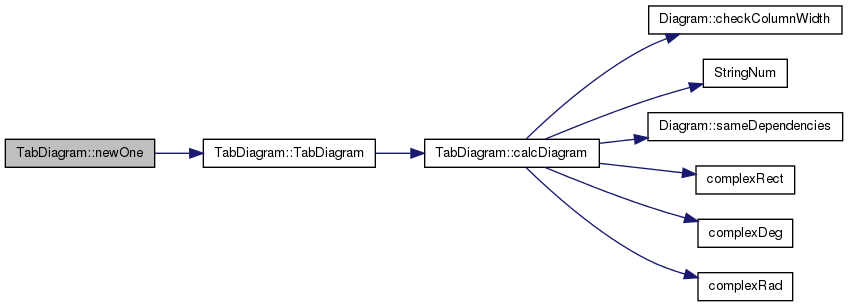 TabDiagram::newOne
TabDiagram::TabDiagram
TabDiagram::calcDiagram
Diagram::checkColumnWidth
StringNum
Diagram::sameDependencies
complexRect
complexDeg
complexRad